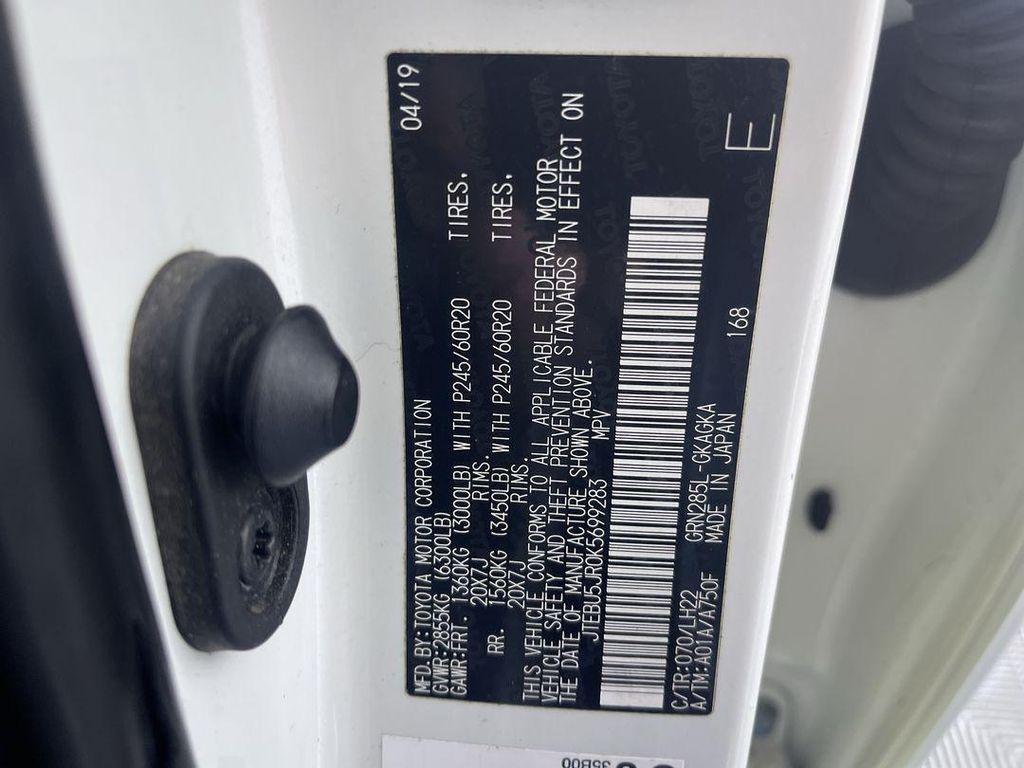 MFD.BY:TOYOTA MOTOR CORPORATION 04/19
GVWR:2855KG (6300LB)
GAWR:FRT. 1360KG (3000LB) WITH P245/60R20 TIRES,
20X7J RIMS.
RR. 1560KG (3450LB) WITH P245/60R20 TIRES,
20X7J RIMS.
THIS VEHICLE CONFORMS TO ALL APPLICABLE FEDERAL MOTOR
VEHICLE SAFETY AND THEFT PREVENTION STANDARDS IN EFFECT ON
THE DATE OF MANUFACTURE SHOWN ABOVE.
JTEBU5JR0K5699283 MPV
C/TR:070/LH22 GRN285L-GKAGKA 168
A/TM:A01A/A750F MADE IN JAPAN
E
35B00